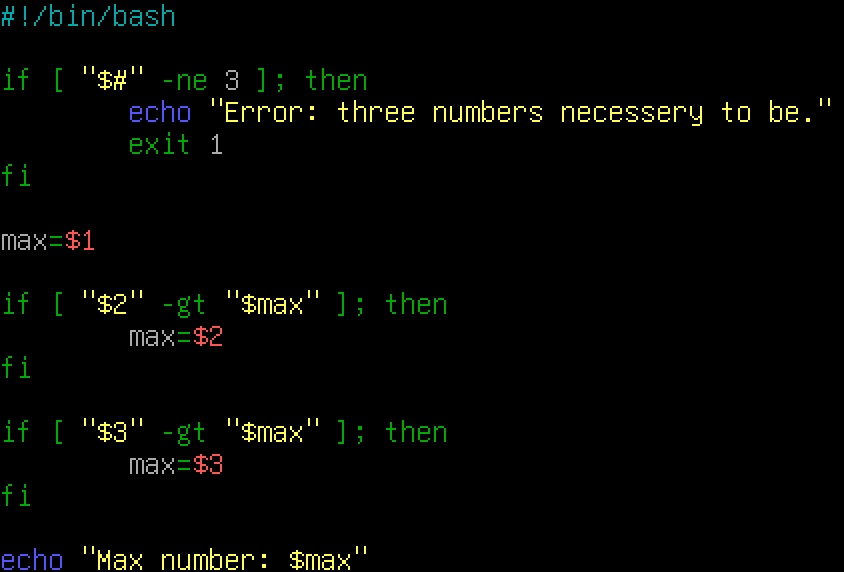 #!/bin/bash
if [ "$#" -ne 3 ]; then
echo "Error: three numbers necessery to be."
exit 1
fi
max=$1
if [ "$2" -gt "$max" ]; then
max=$2
fi
if [ "$3" -gt "$max" ]; then
max=$3
fi
echo "Max number: $max"